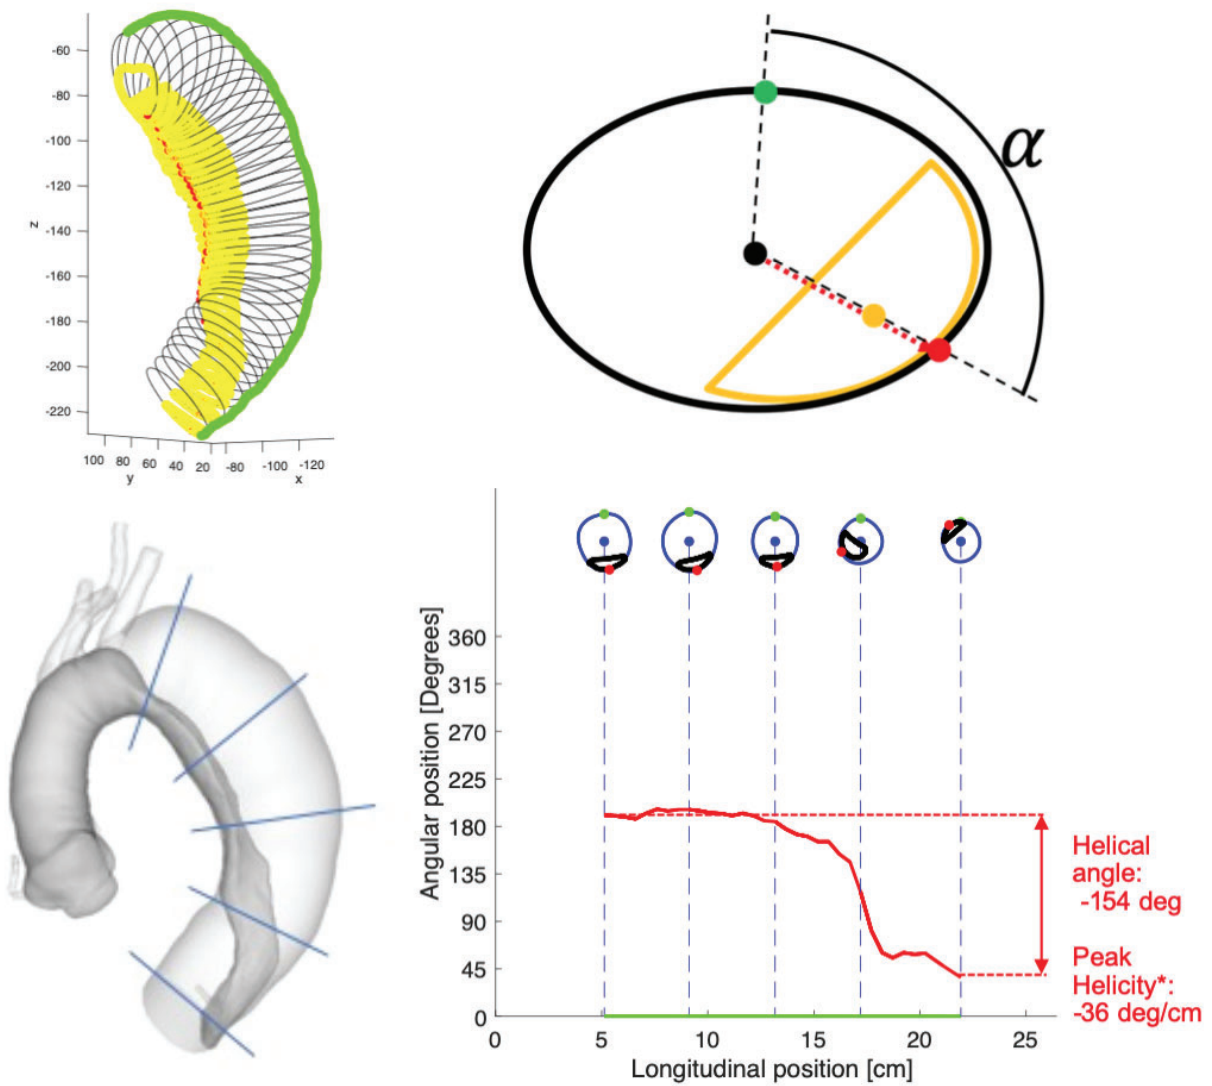 -60
-80
-100
-120
-140
-160
-180
-200
-220
z
100 80 60 40 20 -80 -100 -120
y x
α
360
315
270
225
180
135
90
45
0
Angular position [Degrees]
0 5 10 15 20 25
Longitudinal position [cm]
Helical
angle:
-154 deg
Peak
Helicity*:
-36 deg/cm